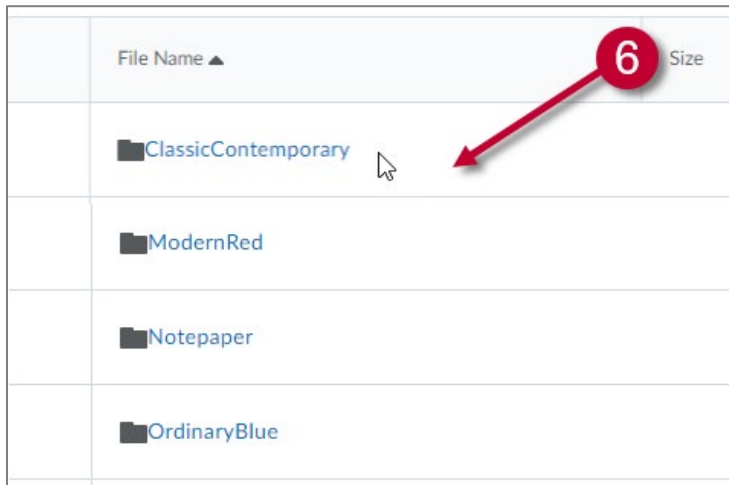 File Name ▲
6
Size
ClassicContemporary
ModernRed
Notepaper
OrdinaryBlue